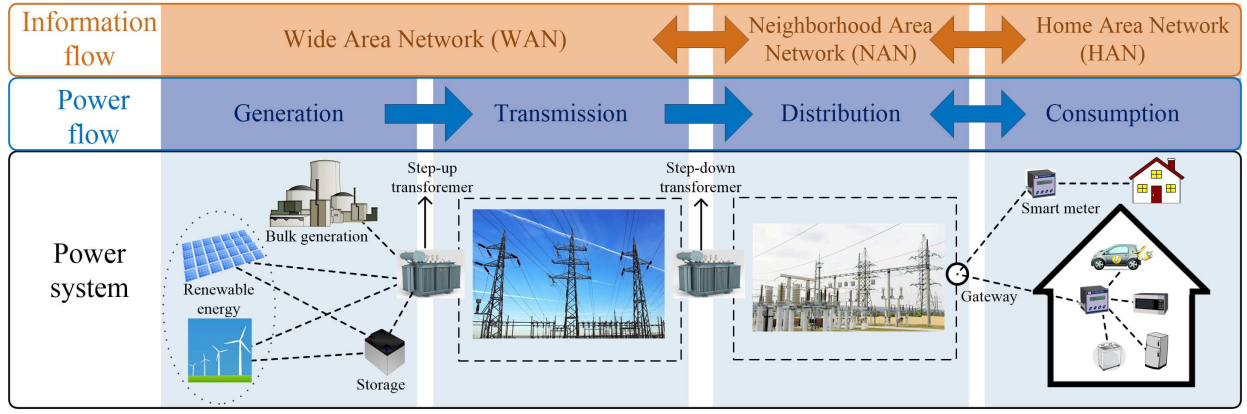 Information
flow
Wide Area Network (WAN)
Neighborhood Area
Network (NAN)
Home Area Network
(HAN)
Power
flow
Generation
Transmission
Distribution
Consumption
Power
system
Bulk generation
Renewable
energy
Storage
Step-up
transforemer
Step-down
transforemer
Gateway
Smart meter